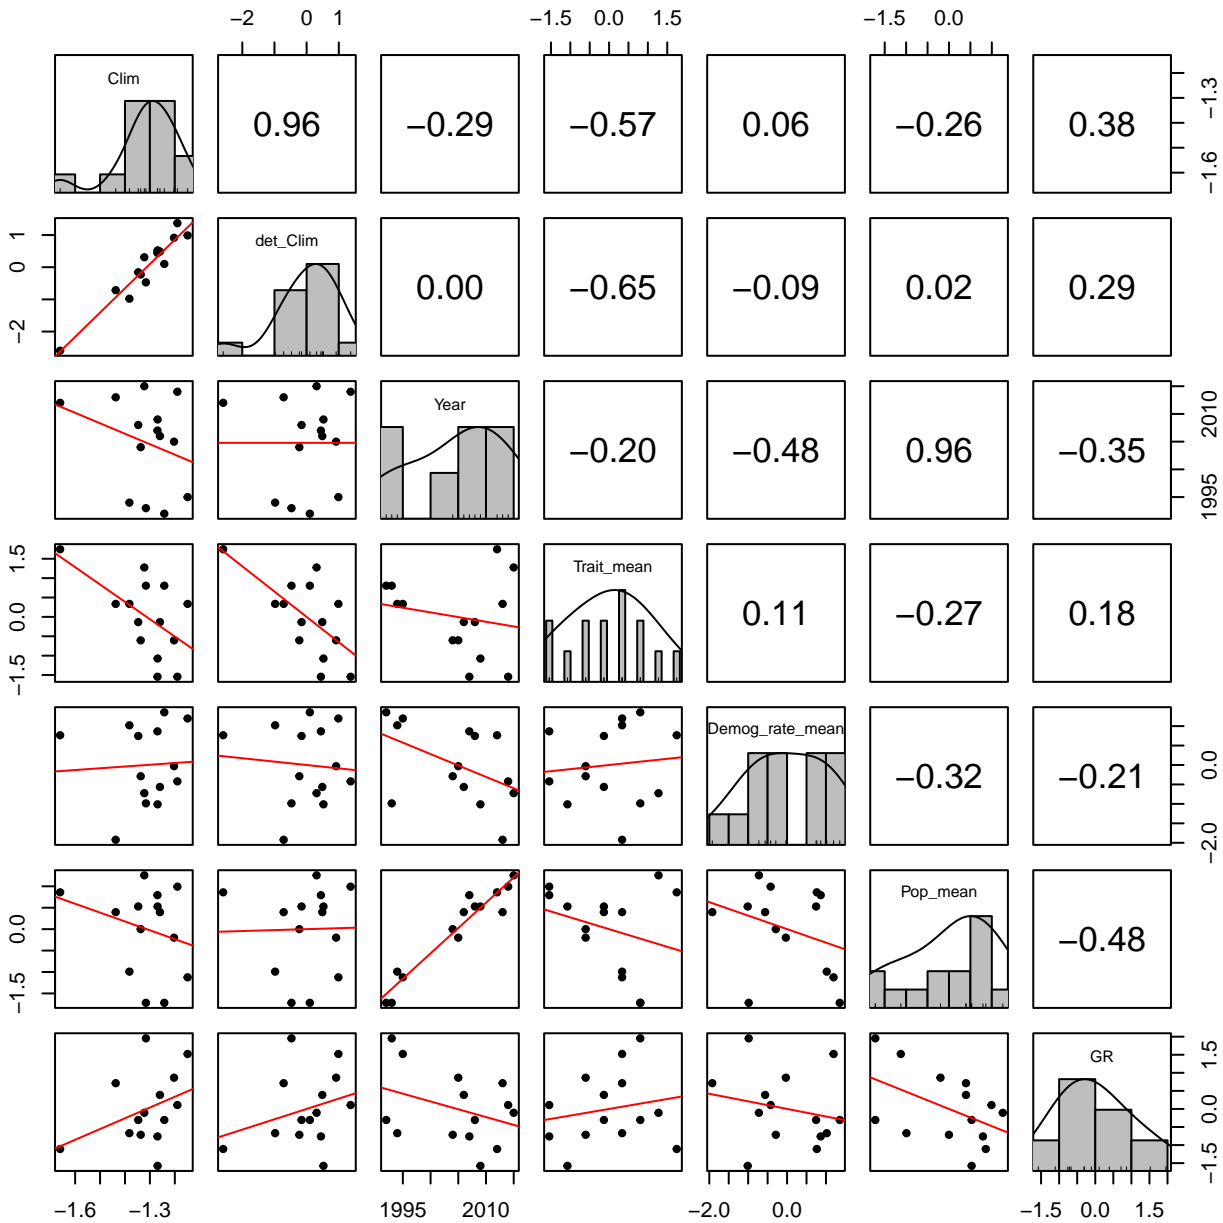 −2 0 1 −1.5 0.0 1.5 −1.5 0.0
Clim 0.96 −0.29 −0.57 0.06 −0.26 0.38 −1.6 −1.3
−2 0 1 det_Clim 0.00 −0.65 −0.09 0.02 0.29
Year −0.20 −0.48 0.96 −0.35 1995 2010
−1.5 0.0 1.5 Trait_mean 0.11 −0.27 0.18
Demog_rate_mean −0.32 −0.21 −2.0 0.0
−1.5 0.0 Pop_mean −0.48
GR −1.5 0.0 1.5
−1.6 −1.3 1995 2010 −2.0 0.0 −1.5 0.0 1.5